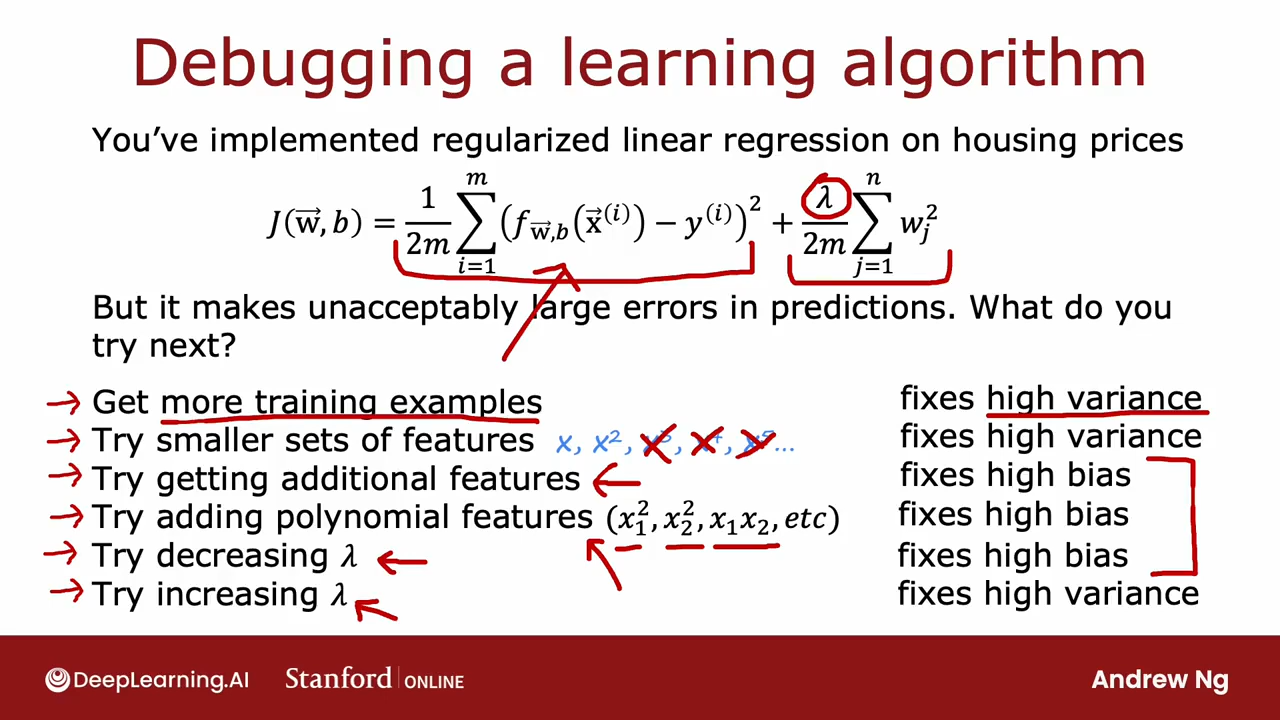 Debugging a learning algorithm
You've implemented regularized linear regression on housing prices
J(w⃗, b) = 1/2m ∑_{i=1}^{m} (f_{w⃗,b}(x⃗^{(i)}) − y^{(i)})² + λ/2m ∑_{j=1}^{n} w_j²
But it makes unacceptably large errors in predictions. What do you
try next?
Get more training examples fixes high variance
Try smaller sets of features x, x², x³, x⁴, x⁵... fixes high variance
Try getting additional features fixes high bias
Try adding polynomial features (x₁², x₂², x₁x₂, etc) fixes high bias
Try decreasing λ fixes high bias
Try increasing λ fixes high variance
DeepLearning.AI Stanford ONLINE Andrew Ng